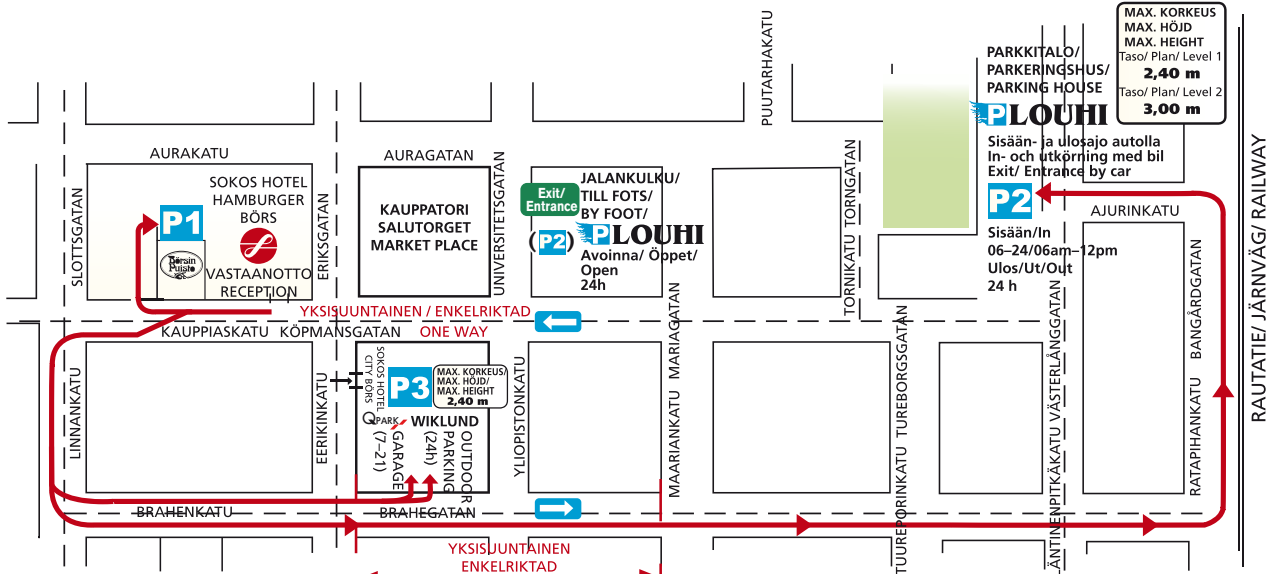 MAX. KORKEUS
MAX. HÖJD
MAX. HEIGHT
Taso/ Plan/ Level 1
2,40 m
Taso/ Plan/ Level 2
3,00 m
PUUTARHAKATU
PARKKITALO/
PARKERINGSHUS/
PARKING HOUSE
P LOUHI
Sisään- ja ulosajo autolla
In- och utkörning med bil
Exit/ Entrance by car
P2
Sisään/In
06–24/06am–12pm
Ulos/Ut/Out
24 h
AJURINKATU
RAUTATIE/ JÄRNVÄG/ RAILWAY
AURAKATU
AURAGATAN
SLOTTSGATAN
P1
SOKOS HOTEL
HAMBURGER
BÖRS
Börsin
Puisto
VASTAANOTTO
RECEPTION
ERIKSGATAN
KAUPPATORI
SALUTORGET
MARKET PLACE
UNIVERSITETSGATAN
Exit/
Entrance
(P2)
JALANKULKU/
TILL FOTS/
BY FOOT/
P LOUHI
Avoinna/ Öppet/
Open
24h
TORNIKATU TORNGATAN
YKSISUUNTAINEN / ENKELRIKTAD
KAUPPIASKATU KÖPMANSGATAN ONE WAY
LINNANKATU
EERIKINKATU
SOKOS HOTEL
CITY BÖRS
P3
MAX. KORKEUS/
MAX. HÖJD/
MAX. HEIGHT
2,40 m
QPARK
WIKLUND
GARAGE
(7–21)
OUTDOOR
PARKING
(24h)
YLIOPISTONKATU
MAARIANKATU MARIAGATAN
TUUREPORINKATU TUREBORGSGATAN
LÄNTINENPITKÄKATU VÄSTERLÅNGGATAN
RATAPIHANKATU BANGÅRDGATAN
BRAHENKATU
BRAHEGATAN
YKSISUUNTAINEN
ENKELRIKTAD